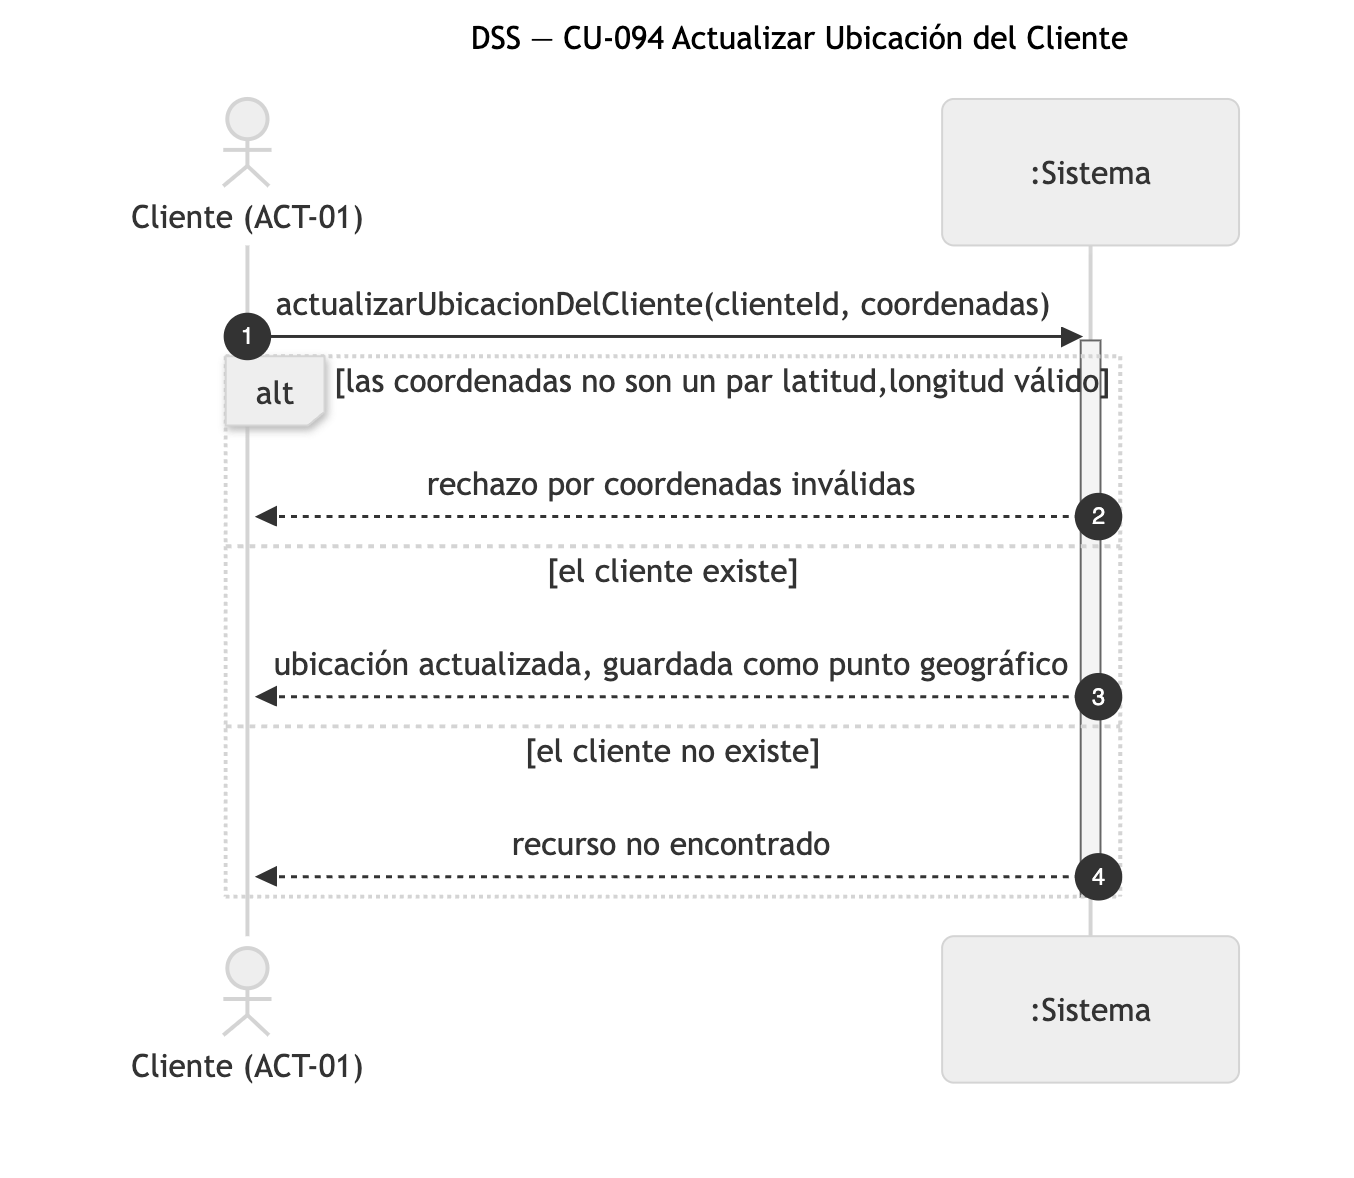 DSS — CU-094 Actualizar Ubicación del Cliente
Cliente (ACT-01)
:Sistema
actualizarUbicacionDelCliente(clienteId, coordenadas)
1
alt
[las coordenadas no son un par latitud,longitud válido]
rechazo por coordenadas inválidas
2
[el cliente existe]
ubicación actualizada, guardada como punto geográfico
3
[el cliente no existe]
recurso no encontrado
4
Cliente (ACT-01)
:Sistema